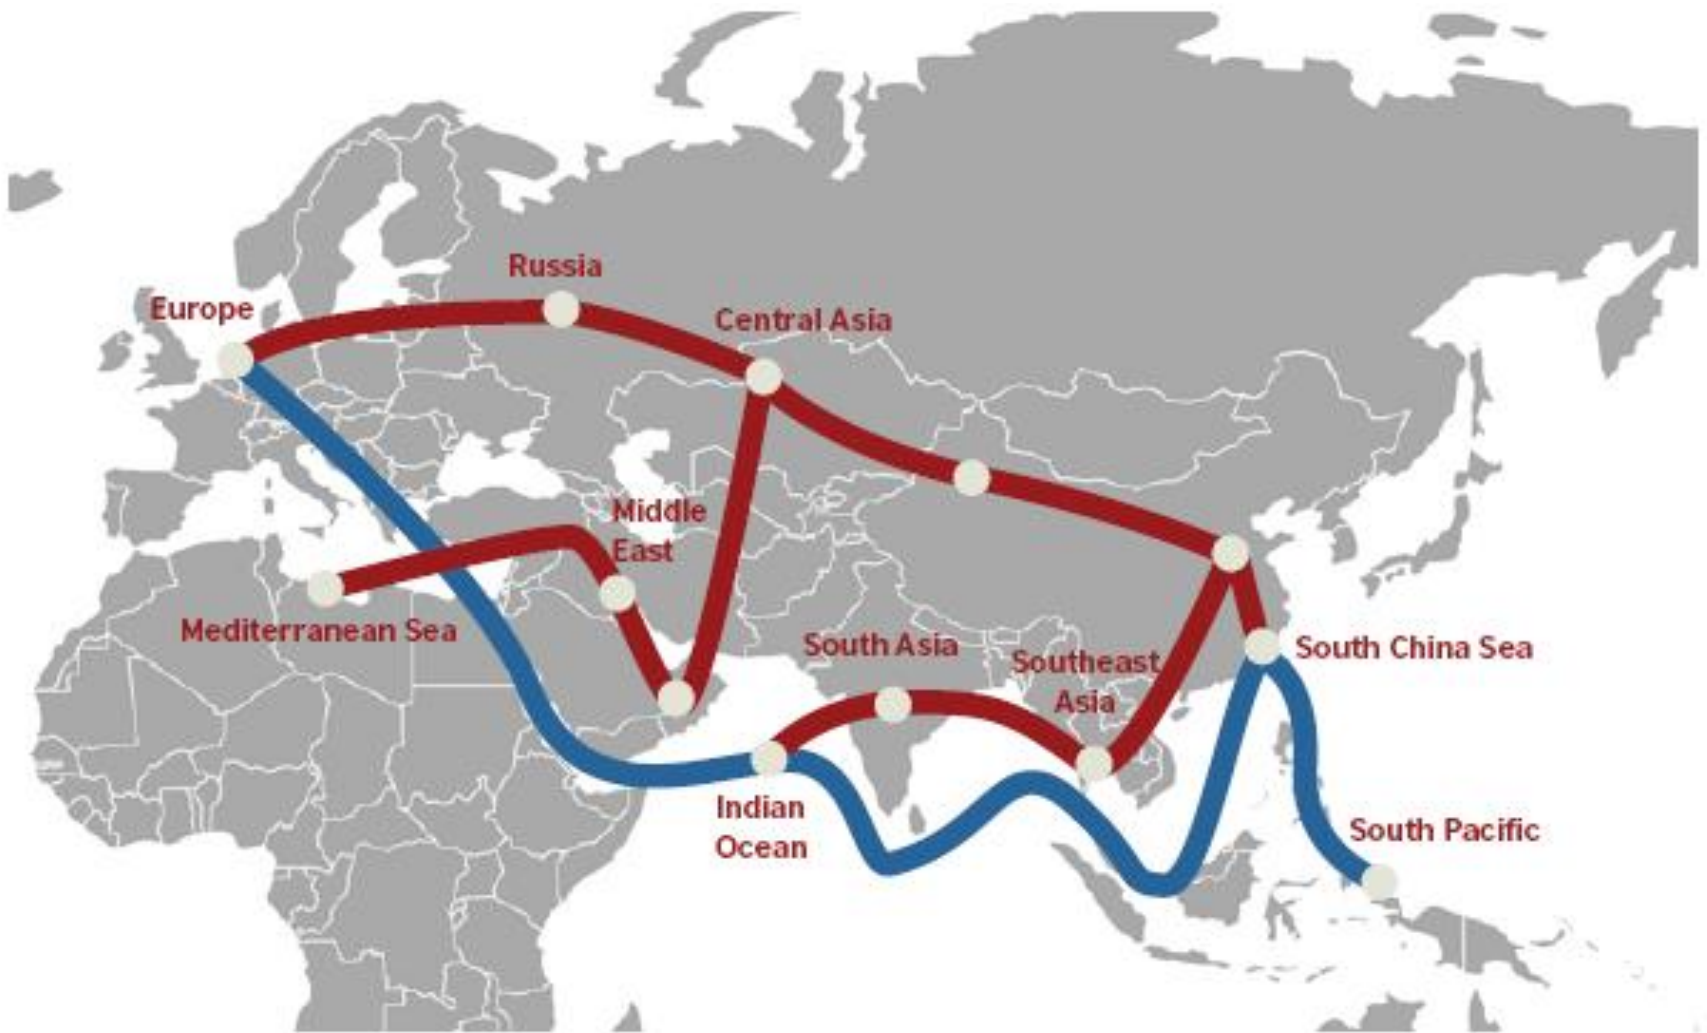 Russia
Europe
Central Asia
Middle
East
Mediterranean Sea
South Asia
Southeast
Asia
South China Sea
Indian
Ocean
South Pacific